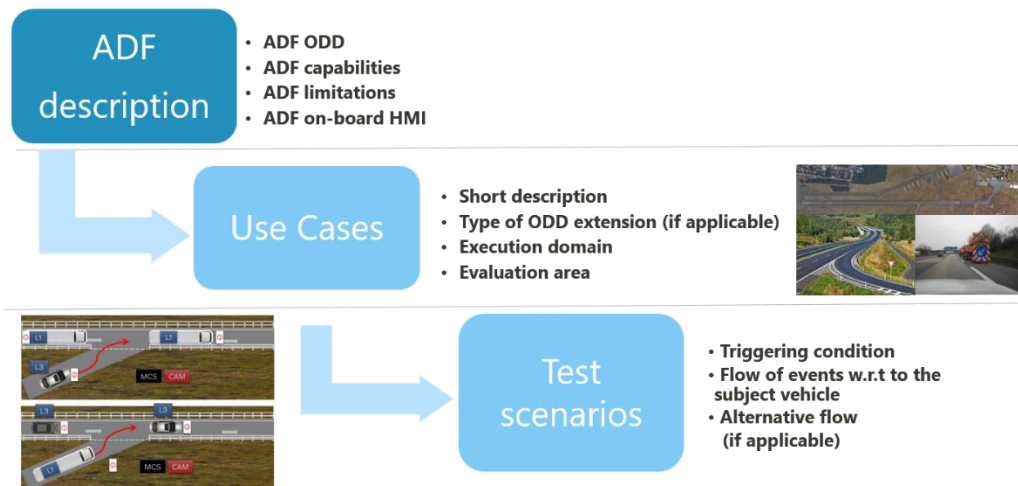 ADF
description
• ADF ODD
• ADF capabilities
• ADF limitations
• ADF on-board HMI
Use Cases
• Short description
• Type of ODD extension (if applicable)
• Execution domain
• Evaluation area
L1
L1
L3
MCS CAM
L3
L3
L1
MCS CAM
Test
scenarios
• Triggering condition
• Flow of events w.r.t to the
subject vehicle
• Alternative flow
(if applicable)